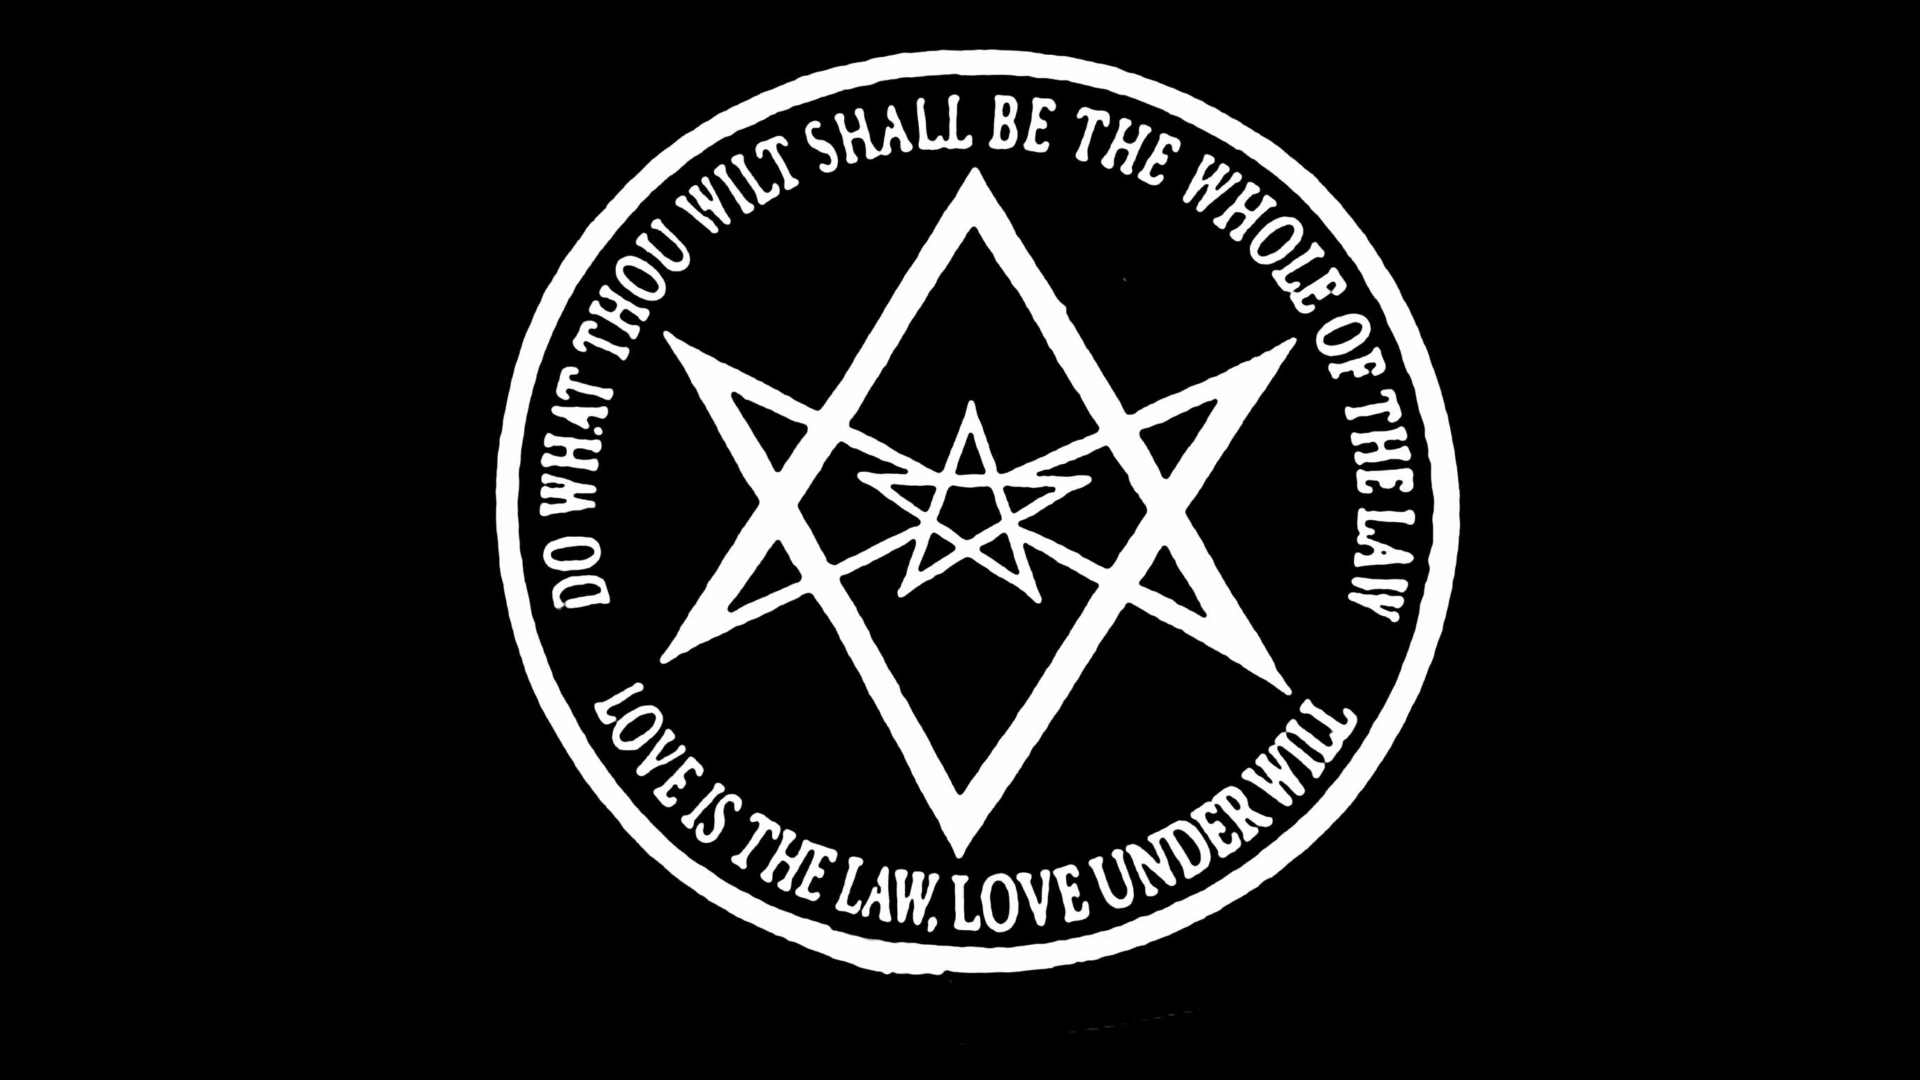 DO WHAT THOU WILT SHALL BE THE WHOLE OF THE LAW
LOVE IS THE LAW, LOVE UNDER WILL